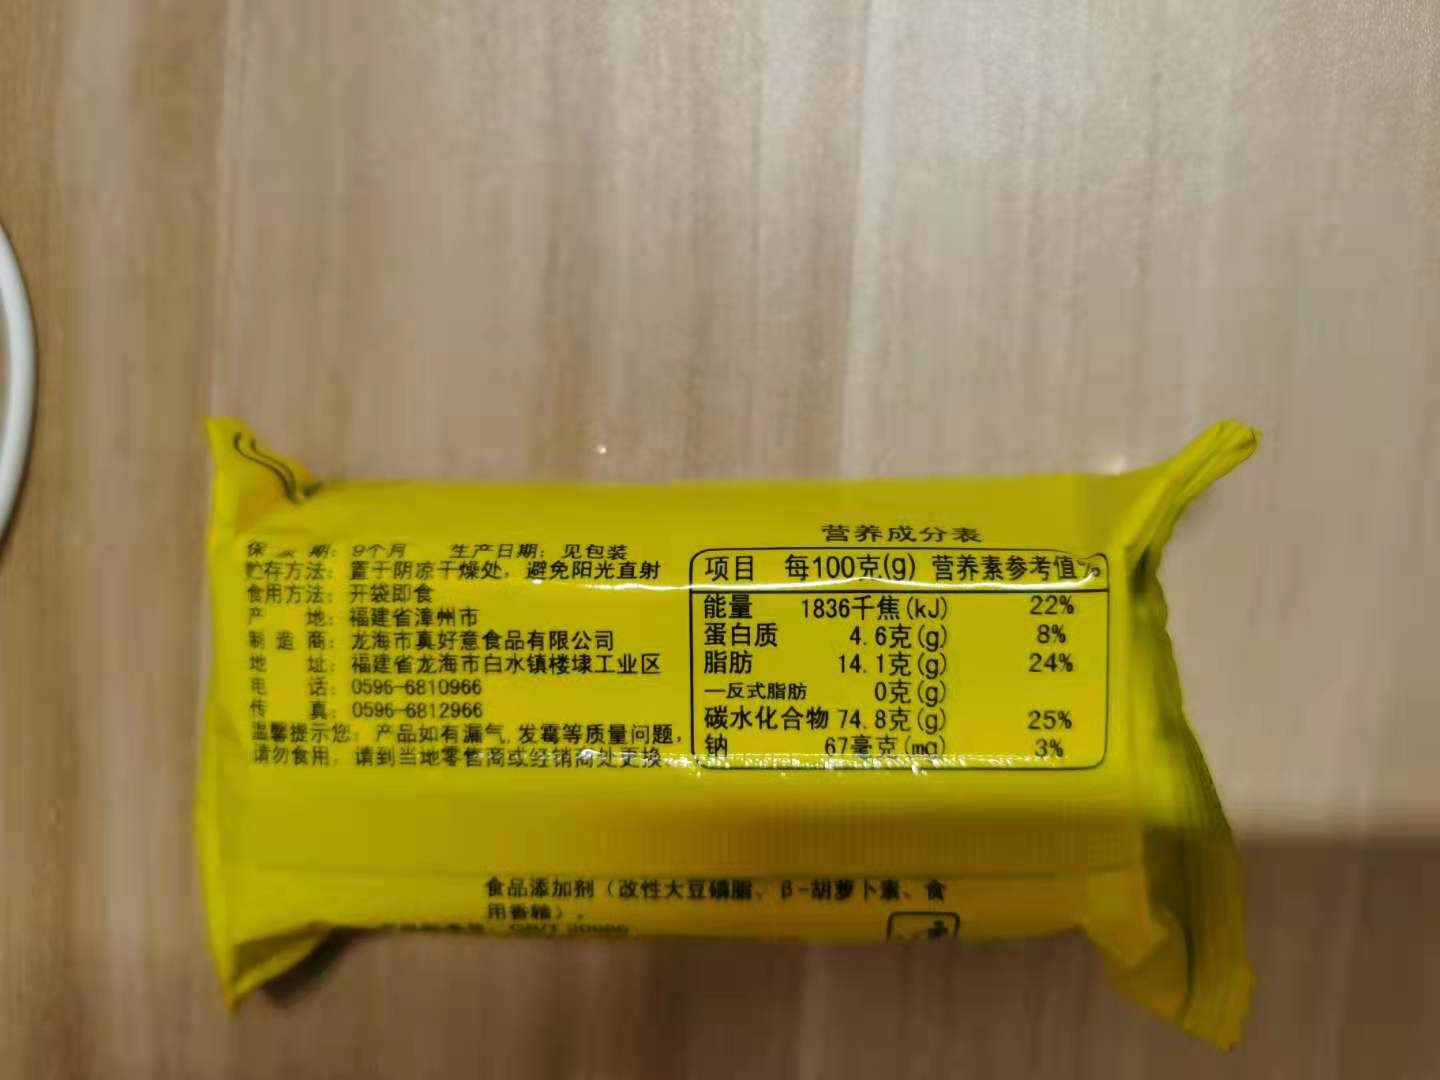 保质期：9个月 生产日期：见包装
贮存方法：置于阴凉干燥处，避免阳光直射
食用方法：开袋即食
产 地：福建省漳州市
制造商：龙海市真好意食品有限公司
地 址：福建省龙海市白水镇楼埭工业区
电 话：0596-6810966
传 真：0596-6812966
温馨提示您：产品如有漏气,发霉等质量问题，
请勿食用，请到当地零售商或经销商处更换
营养成分表
项目 每100克(g) 营养素参考值%
能量 1836千焦(kJ) 22%
蛋白质 4.6克(g) 8%
脂肪 14.1克(g) 24%
—反式脂肪 0克(g)
碳水化合物 74.8克(g) 25%
钠 67毫克(mg) 3%
食品添加剂（改性大豆磷脂、β-胡萝卜素、食
用香精）。